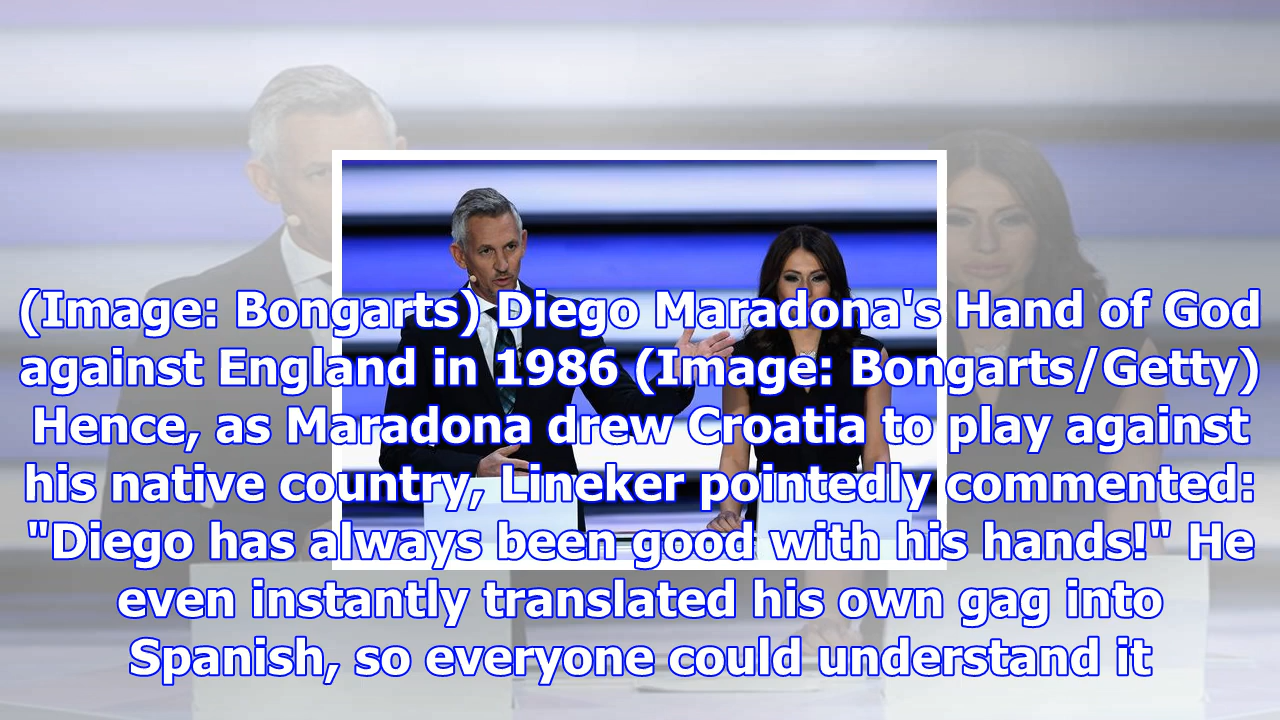 (Image: Bongarts) Diego Maradona's Hand of God
against England in 1986 (Image: Bongarts/Getty)
Hence, as Maradona drew Croatia to play against
his native country, Lineker pointedly commented:
"Diego has always been good with his hands!" He
even instantly translated his own gag into
Spanish, so everyone could understand it